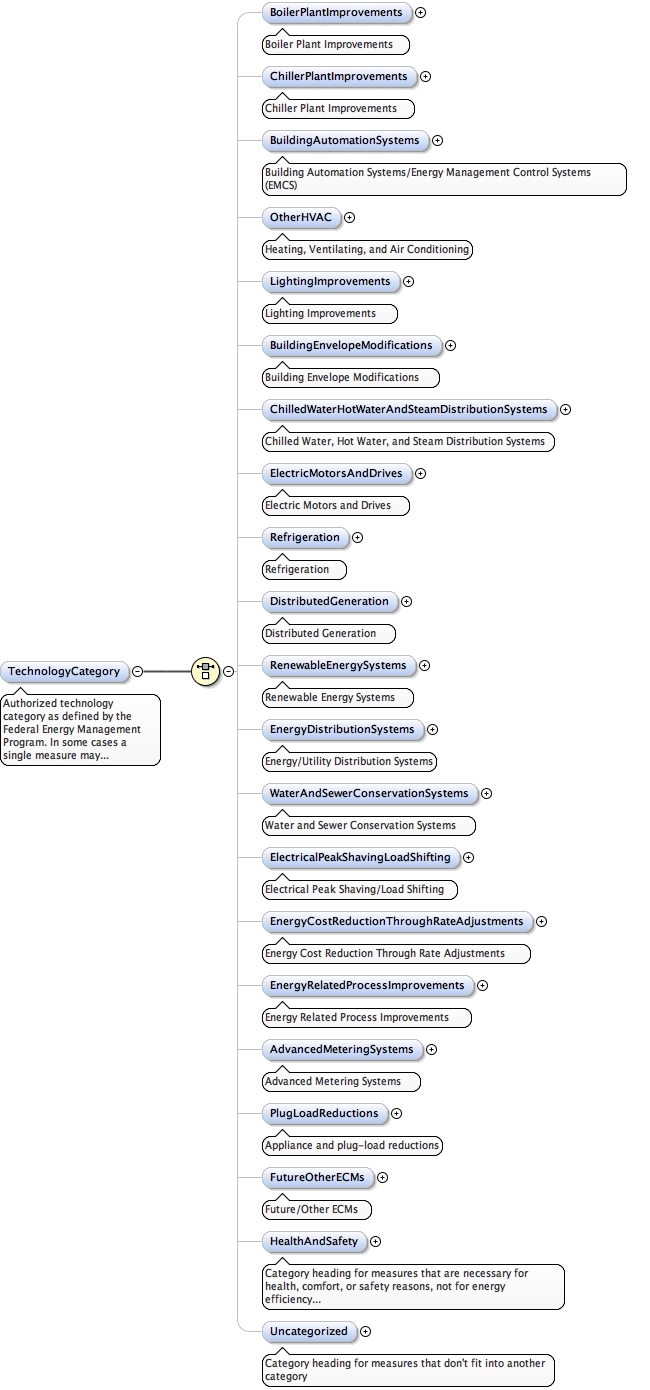 BoilerPlantImprovements
Boiler Plant Improvements
ChillerPlantImprovements
Chiller Plant Improvements
BuildingAutomationSystems
Building Automation Systems/Energy Management Control Systems
(EMCS)
OtherHVAC
Heating, Ventilating, and Air Conditioning
LightingImprovements
Lighting Improvements
BuildingEnvelopeModifications
Building Envelope Modifications
ChilledWaterHotWaterAndSteamDistributionSystems
Chilled Water, Hot Water, and Steam Distribution Systems
ElectricMotorsAndDrives
Electric Motors and Drives
Refrigeration
Refrigeration
DistributedGeneration
Distributed Generation
TechnologyCategory
Authorized technology
category as defined by the
Federal Energy Management
Program. In some cases a
single measure may...
RenewableEnergySystems
Renewable Energy Systems
EnergyDistributionSystems
Energy/Utility Distribution Systems
WaterAndSewerConservationSystems
Water and Sewer Conservation Systems
ElectricalPeakShavingLoadShifting
Electrical Peak Shaving/Load Shifting
EnergyCostReductionThroughRateAdjustments
Energy Cost Reduction Through Rate Adjustments
EnergyRelatedProcessImprovements
Energy Related Process Improvements
AdvancedMeteringSystems
Advanced Metering Systems
PlugLoadReductions
Appliance and plug-load reductions
FutureOtherECMs
Future/Other ECMs
HealthAndSafety
Category heading for measures that are necessary for
health, comfort, or safety reasons, not for energy
efficiency...
Uncategorized
Category heading for measures that don't fit into another
category